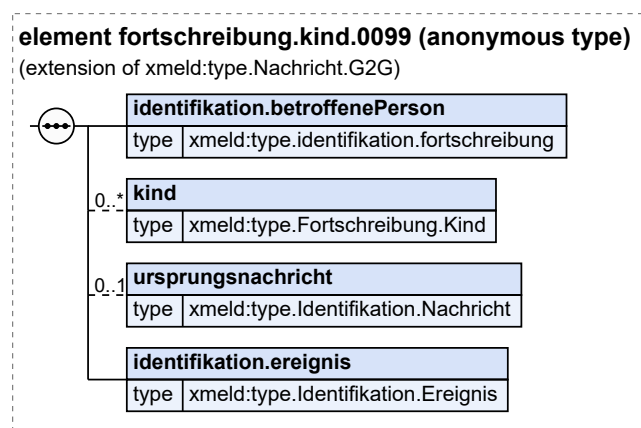 element fortschreibung.kind.0099 (anonymous type)
(extension of xmeld:type.Nachricht.G2G)
identifikation.betroffenePerson
type xmeld:type.identifikation.fortschreibung
0..* kind
type xmeld:type.Fortschreibung.Kind
0..1 ursprungsnachricht
type xmeld:type.Identifikation.Nachricht
identifikation.ereignis
type xmeld:type.Identifikation.Ereignis